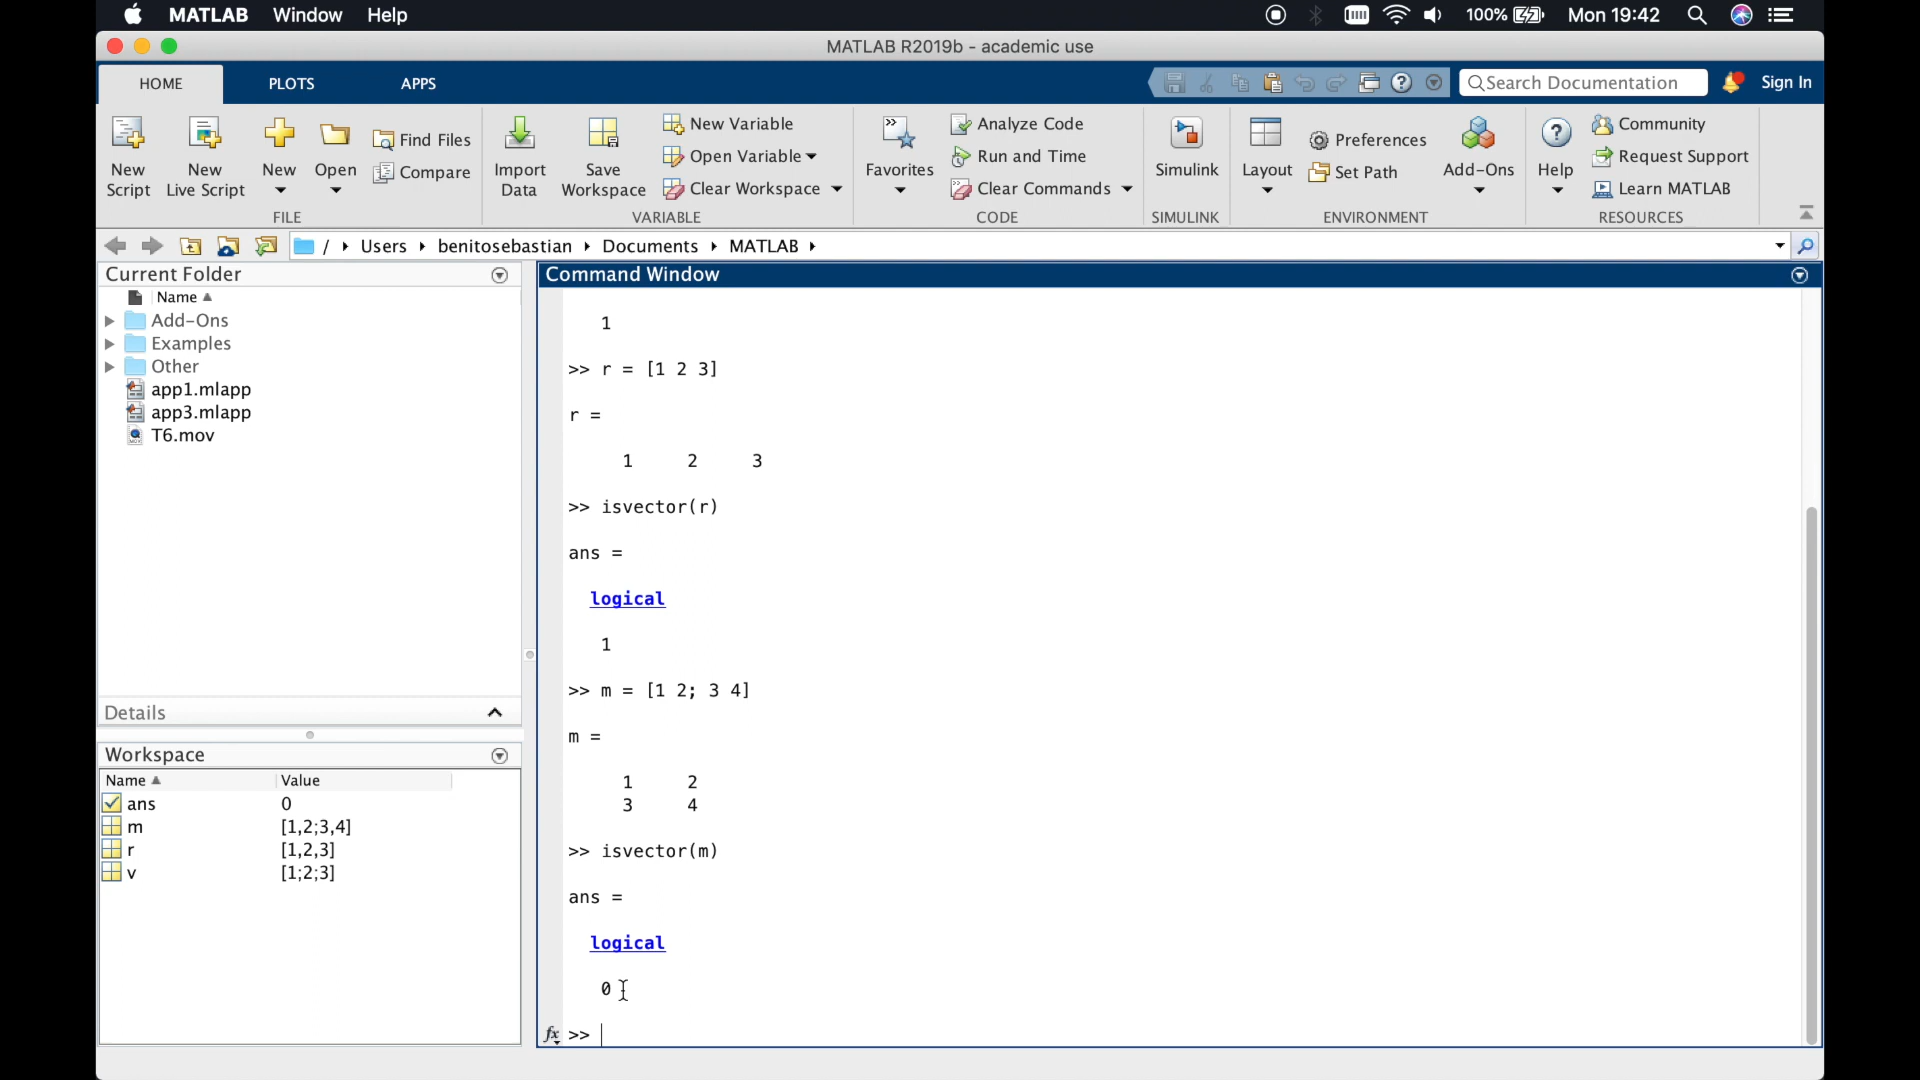 MATLAB Window Help 100% Mon 19:42
MATLAB R2019b - academic use
HOME PLOTS APPS Search Documentation Sign In
New Script
New Live Script
New
Open
Find Files
Compare
FILE
Import Data
Save Workspace
New Variable
Open Variable
Clear Workspace
VARIABLE
Favorites
Analyze Code
Run and Time
Clear Commands
CODE
Simulink
SIMULINK
Layout
Preferences
Set Path
Add-Ons
ENVIRONMENT
Help
Community
Request Support
Learn MATLAB
RESOURCES
/ Users benitosebastian Documents MATLAB
Current Folder
Name
Add-Ons
Examples
Other
app1.mlapp
app3.mlapp
T6.mov
Details
Workspace
Name Value
ans 0
m [1,2;3,4]
r [1,2,3]
v [1;2;3]
Command Window
1
>> r = [1 2 3]
r =
1 2 3
>> isvector(r)
ans =
logical
1
>> m = [1 2; 3 4]
m =
1 2
3 4
>> isvector(m)
ans =
logical
0
fx >>